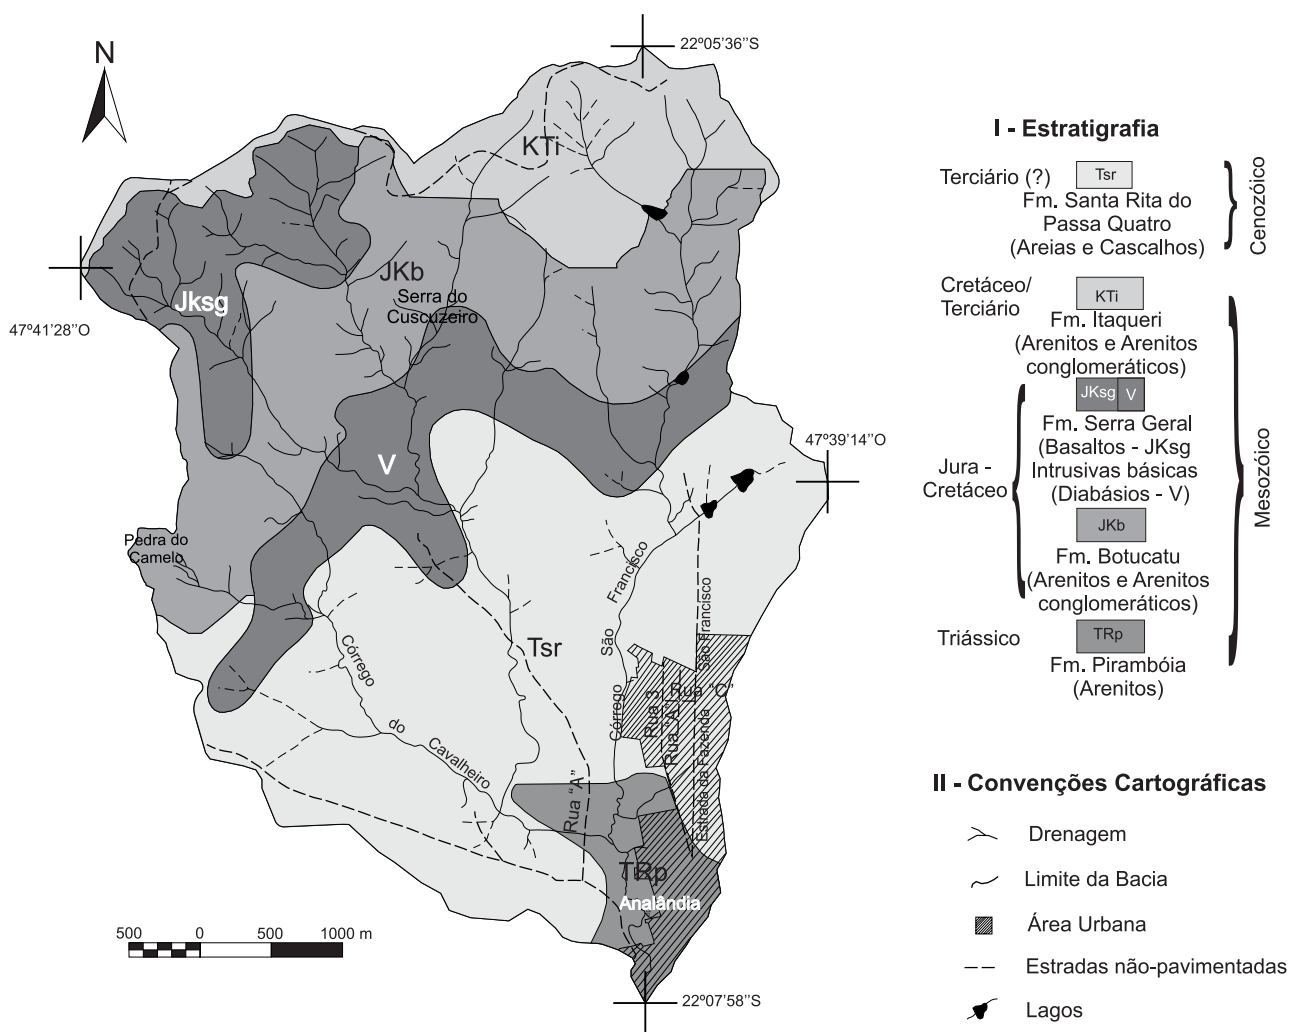 N
22º05'36''S
KTi
JKb
Serra do
Cuscuzeiro
Jksg
47º41'28''O
47º39'14''O
V
Pedra do
Camelo
Tsr
Córrego
do
Cavalheiro
Córrego São Francisco
São Francisco
Estrada da Fazenda
Rua "C"
Rua 3
Rua "A"
Rua "A"
TRp
Analândia
500 0 500 1000 m
22º07'58''S
I - Estratigrafia
Terciário (?)
Tsr
Fm. Santa Rita do
Passa Quatro
(Areias e Cascalhos)
Cenozóico
Cretáceo/
Terciário
KTi
Fm. Itaqueri
(Arenitos e Arenitos
conglomeráticos)
JKsg V
Fm. Serra Geral
(Basaltos - JKsg
Intrusivas básicas
(Diabásios - V)
Jura -
Cretáceo
JKb
Fm. Botucatu
(Arenitos e Arenitos
conglomeráticos)
Triássico
TRp
Fm. Pirambóia
(Arenitos)
Mesozóico
II - Convenções Cartográficas
Drenagem
Limite da Bacia
Área Urbana
Estradas não-pavimentadas
Lagos